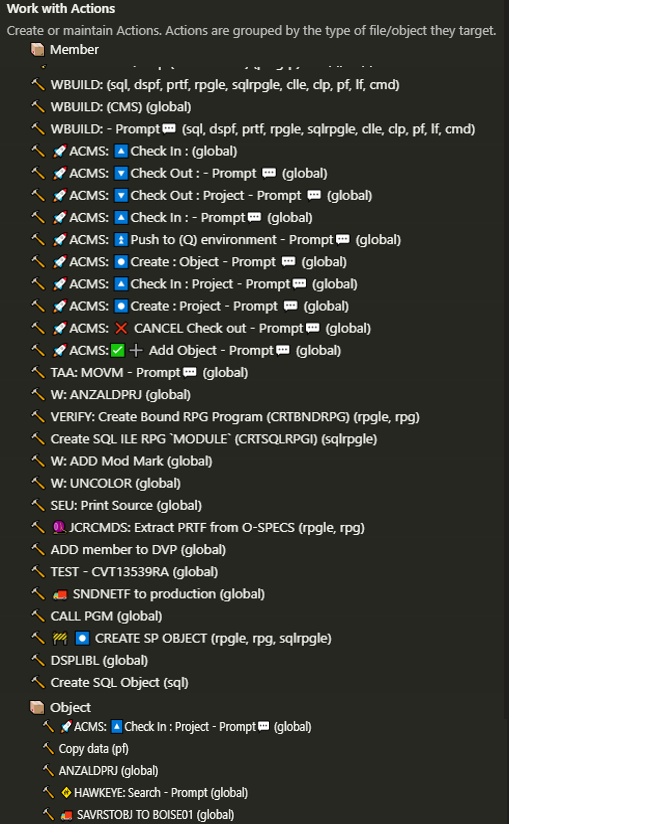 Work with Actions
Create or maintain Actions. Actions are grouped by the type of file/object they target.
Member
WBUILD: (sql, dspf, prtf, rpgle, sqlrpgle, clle, clp, pf, lf, cmd)
WBUILD: (CMS) (global)
WBUILD: - Prompt💬 (sql, dspf, prtf, rpgle, sqlrpgle, clle, clp, pf, lf, cmd)
🚀ACMS: 🔼Check In : (global)
🚀ACMS: 🔽Check Out : - Prompt 💬 (global)
🚀ACMS: 🔽Check Out : Project - Prompt 💬 (global)
🚀ACMS: 🔼Check In : - Prompt💬 (global)
🚀ACMS: ⏫Push to (Q) environment - Prompt💬 (global)
🚀ACMS: ⏺Create : Object - Prompt 💬 (global)
🚀ACMS: 🔼Check In : Project - Prompt💬 (global)
🚀ACMS: ⏺Create : Project - Prompt 💬 (global)
🚀ACMS: ❌ CANCEL Check out - Prompt💬 (global)
🚀ACMS:✅ ➕ Add Object - Prompt💬 (global)
TAA: MOVM - Prompt💬 (global)
W: ANZALDPRJ (global)
VERIFY: Create Bound RPG Program (CRTBNDRPG) (rpgle, rpg)
Create SQL ILE RPG `MODULE` (CRTSQLRPGI) (sqlrpgle)
W: ADD Mod Mark (global)
W: UNCOLOR (global)
SEU: Print Source (global)
JCRCMDS: Extract PRTF from O-SPECS (rpgle, rpg)
ADD member to DVP (global)
TEST - CVT13539RA (global)
SNDNETF to production (global)
CALL PGM (global)
🚧 ⏺ CREATE SP OBJECT (rpgle, rpg, sqlrpgle)
DSPLIBL (global)
Create SQL Object (sql)
Object
🚀ACMS: 🔼Check In : Project - Prompt💬 (global)
Copy data (pf)
ANZALDPRJ (global)
HAWKEYE: Search - Prompt (global)
SAVRSTOBJ TO BOISE01 (global)